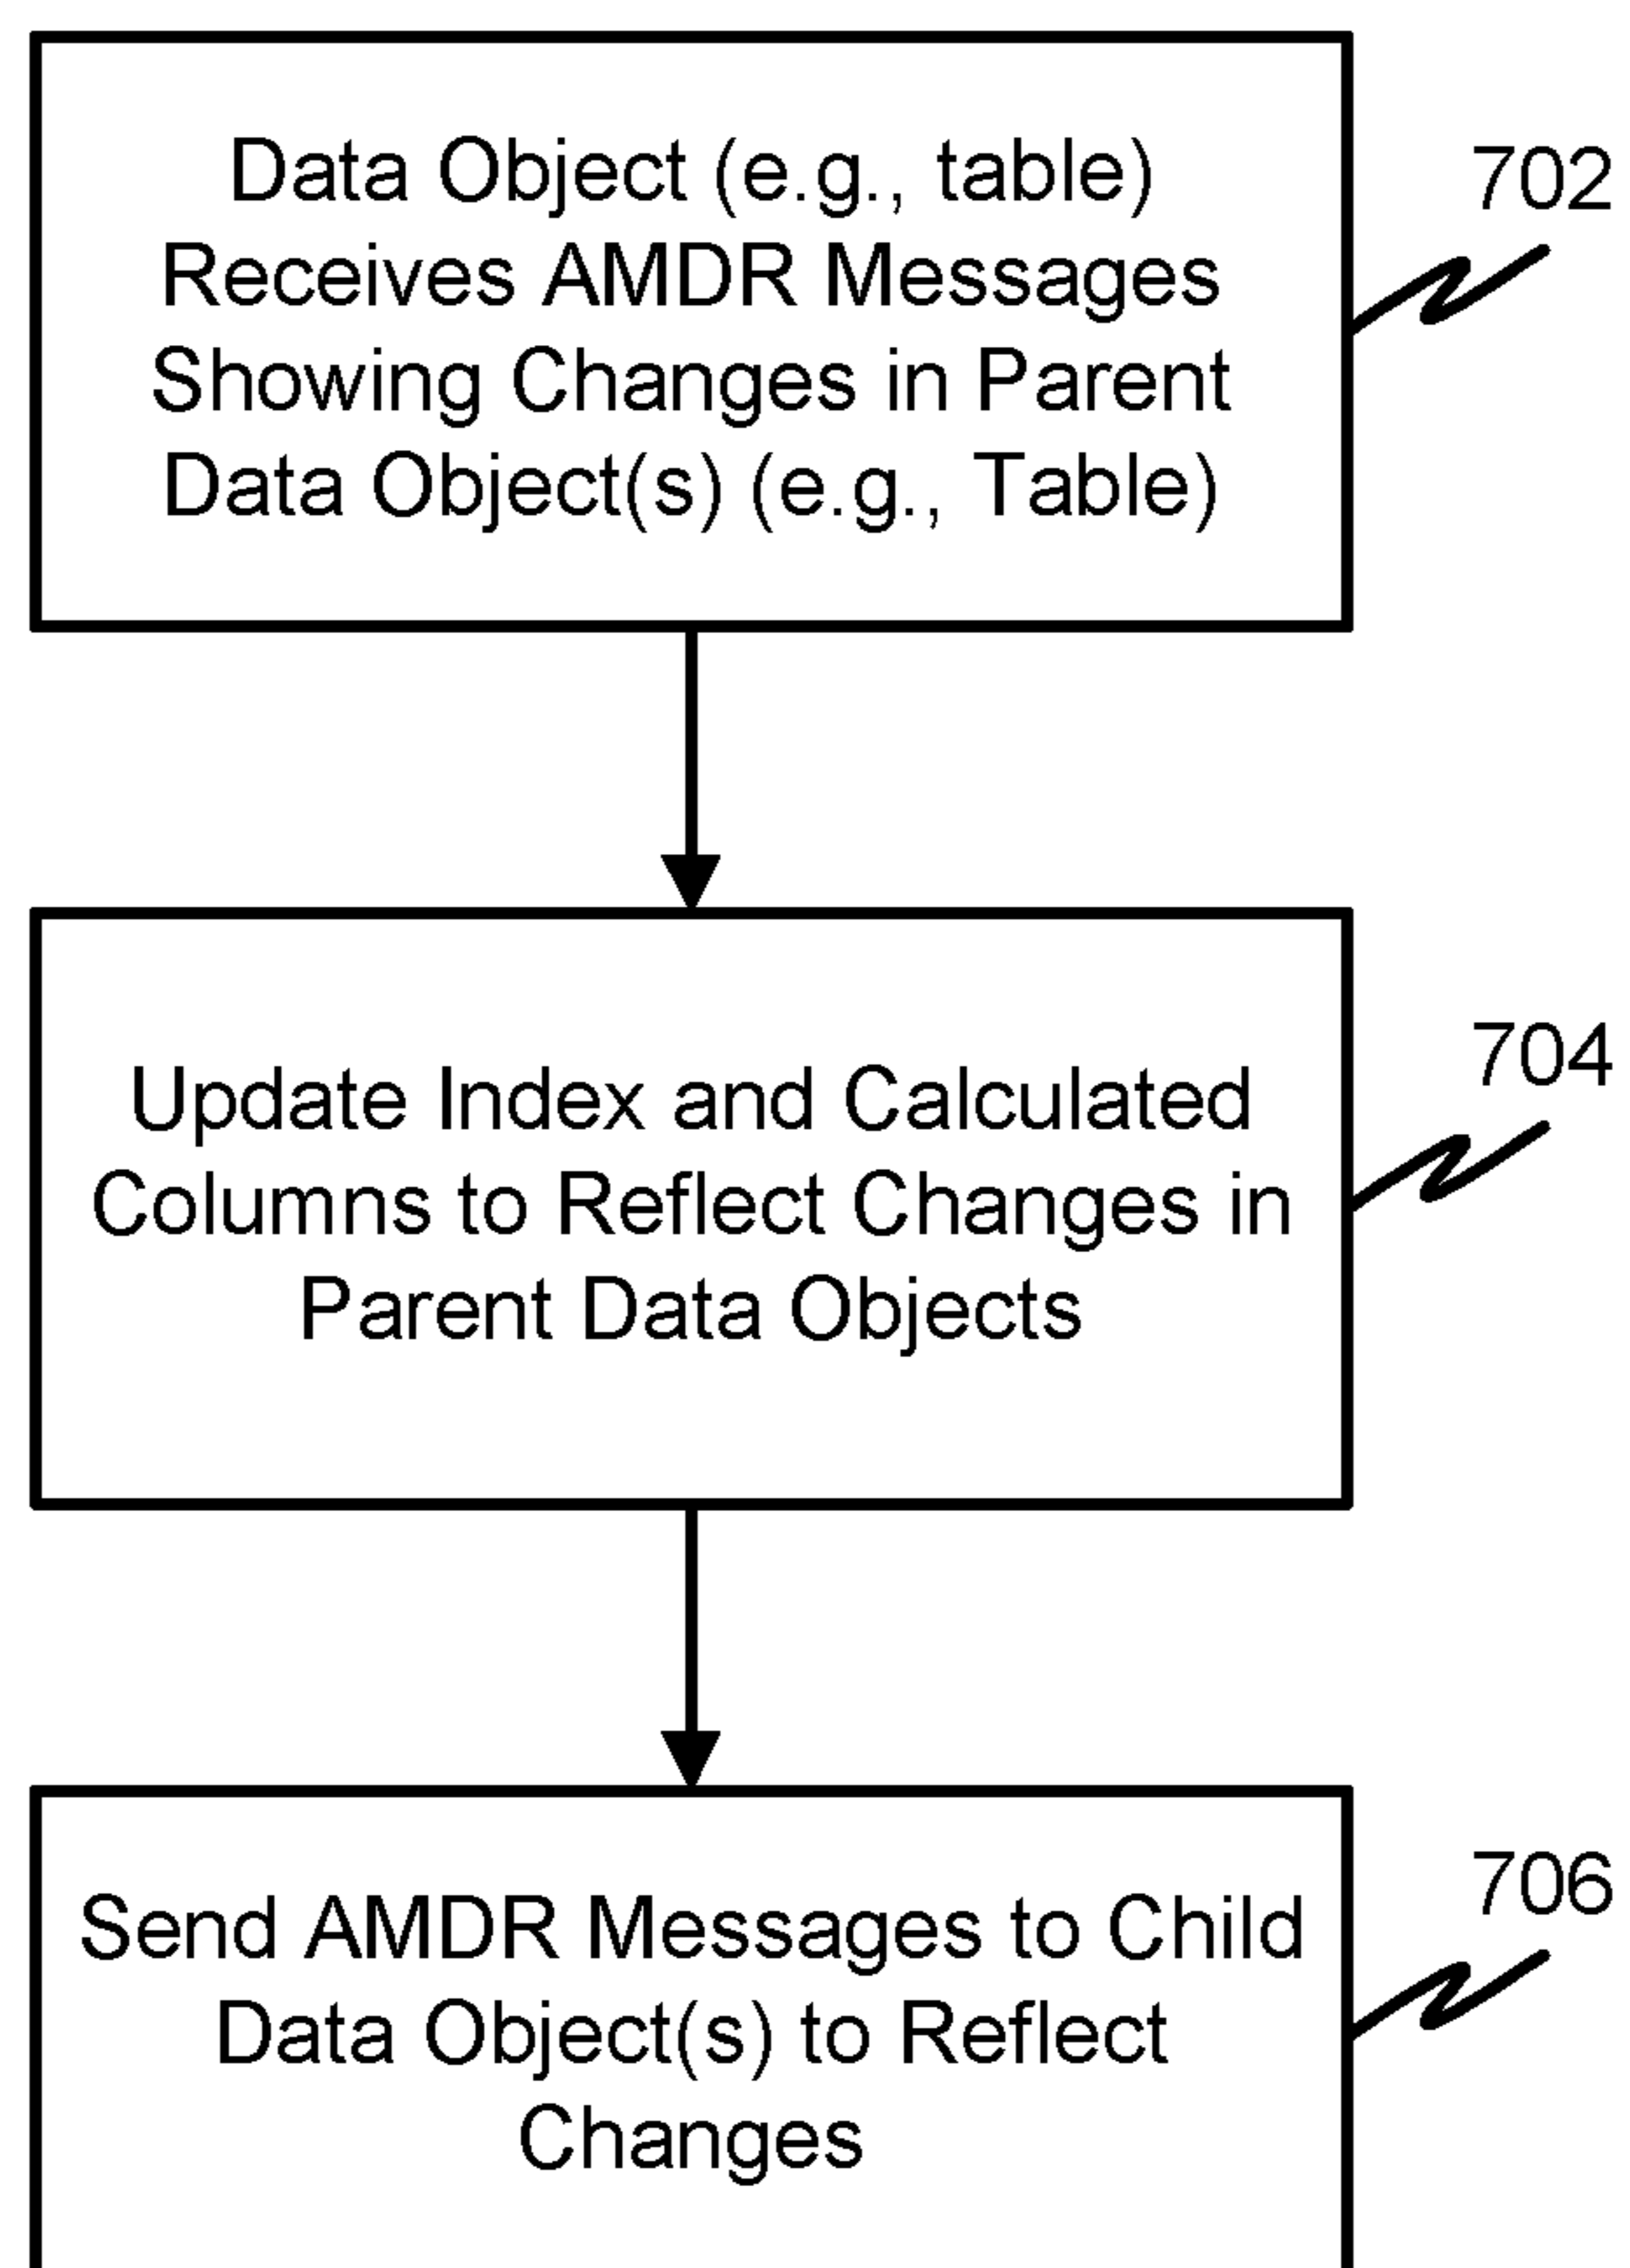 Data Object (e.g., table)
Receives AMDR Messages
Showing Changes in Parent
Data Object(s) (e.g., Table)
702
Update Index and Calculated
Columns to Reflect Changes in
Parent Data Objects
704
Send AMDR Messages to Child
Data Object(s) to Reflect
Changes
706